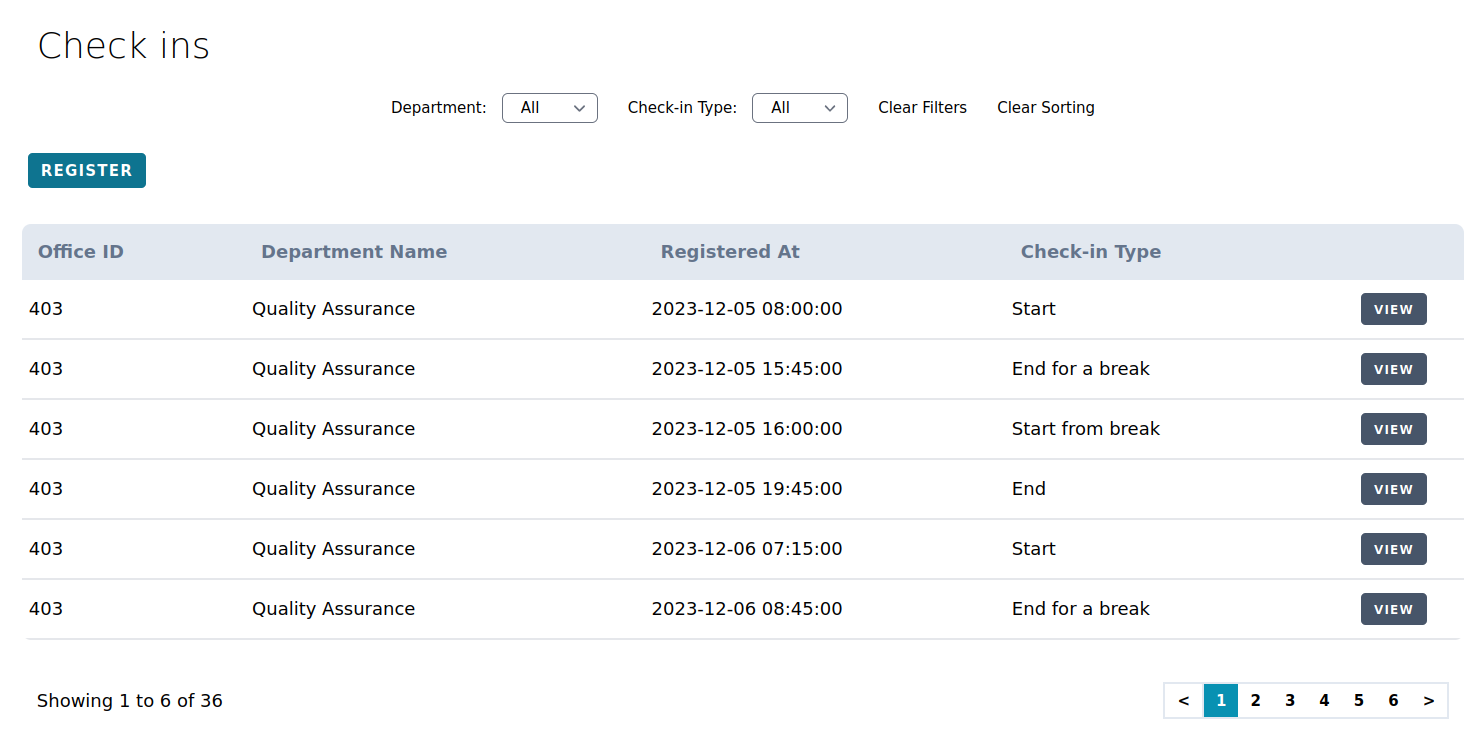 Check ins
Department: All Check-in Type: All Clear Filters Clear Sorting
REGISTER
Office ID Department Name Registered At Check-in Type
403 Quality Assurance 2023-12-05 08:00:00 Start VIEW
403 Quality Assurance 2023-12-05 15:45:00 End for a break VIEW
403 Quality Assurance 2023-12-05 16:00:00 Start from break VIEW
403 Quality Assurance 2023-12-05 19:45:00 End VIEW
403 Quality Assurance 2023-12-06 07:15:00 Start VIEW
403 Quality Assurance 2023-12-06 08:45:00 End for a break VIEW
Showing 1 to 6 of 36 < 1 2 3 4 5 6 >